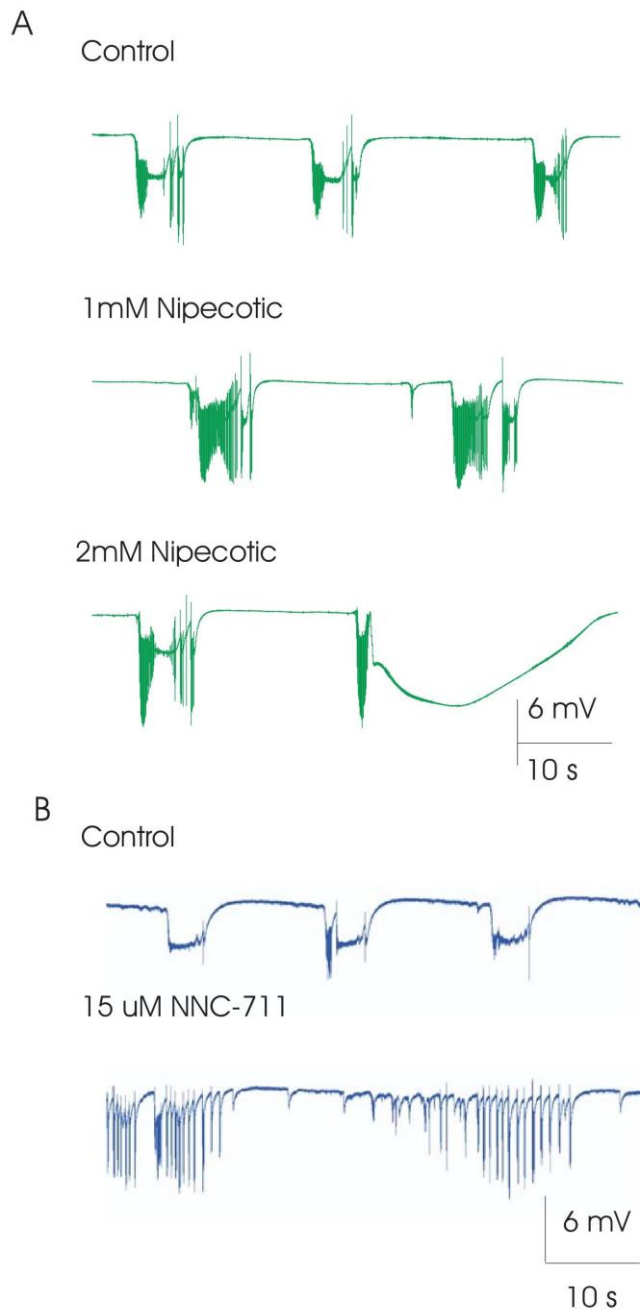 A
Control
1mM Nipecotic
2mM Nipecotic
6 mV
10 s
B
Control
15 uM NNC-711
6 mV
10 s